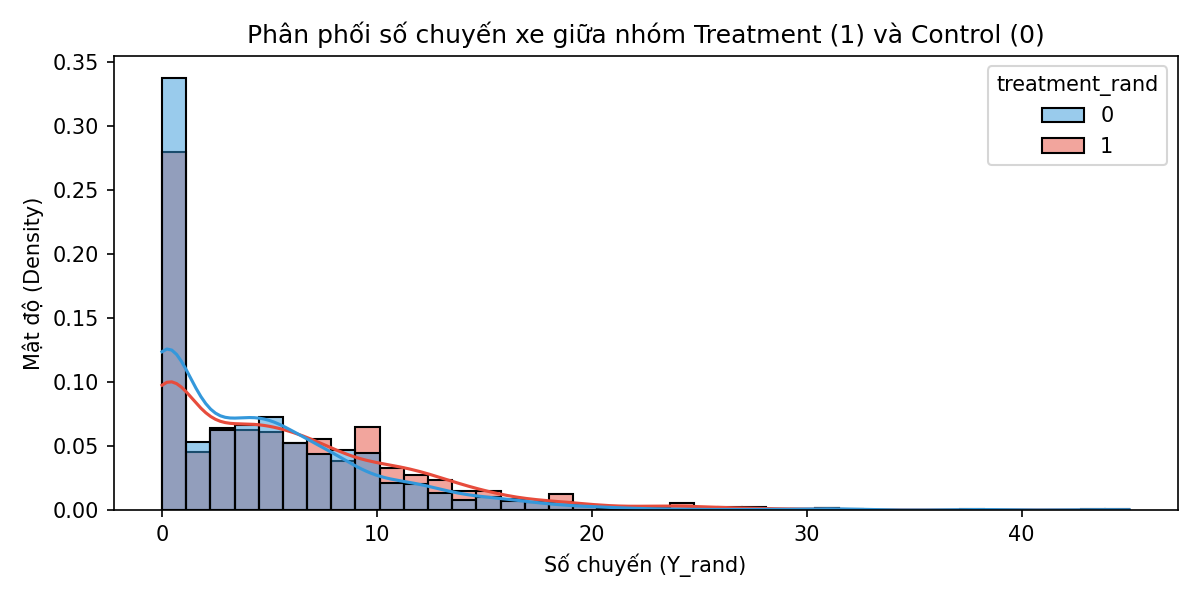 Phân phối số chuyến xe giữa nhóm Treatment (1) và Control (0)
treatment_rand
0
1
Mật độ (Density)
0.35
0.30
0.25
0.20
0.15
0.10
0.05
0.00
0 10 20 30 40
Số chuyến (Y_rand)